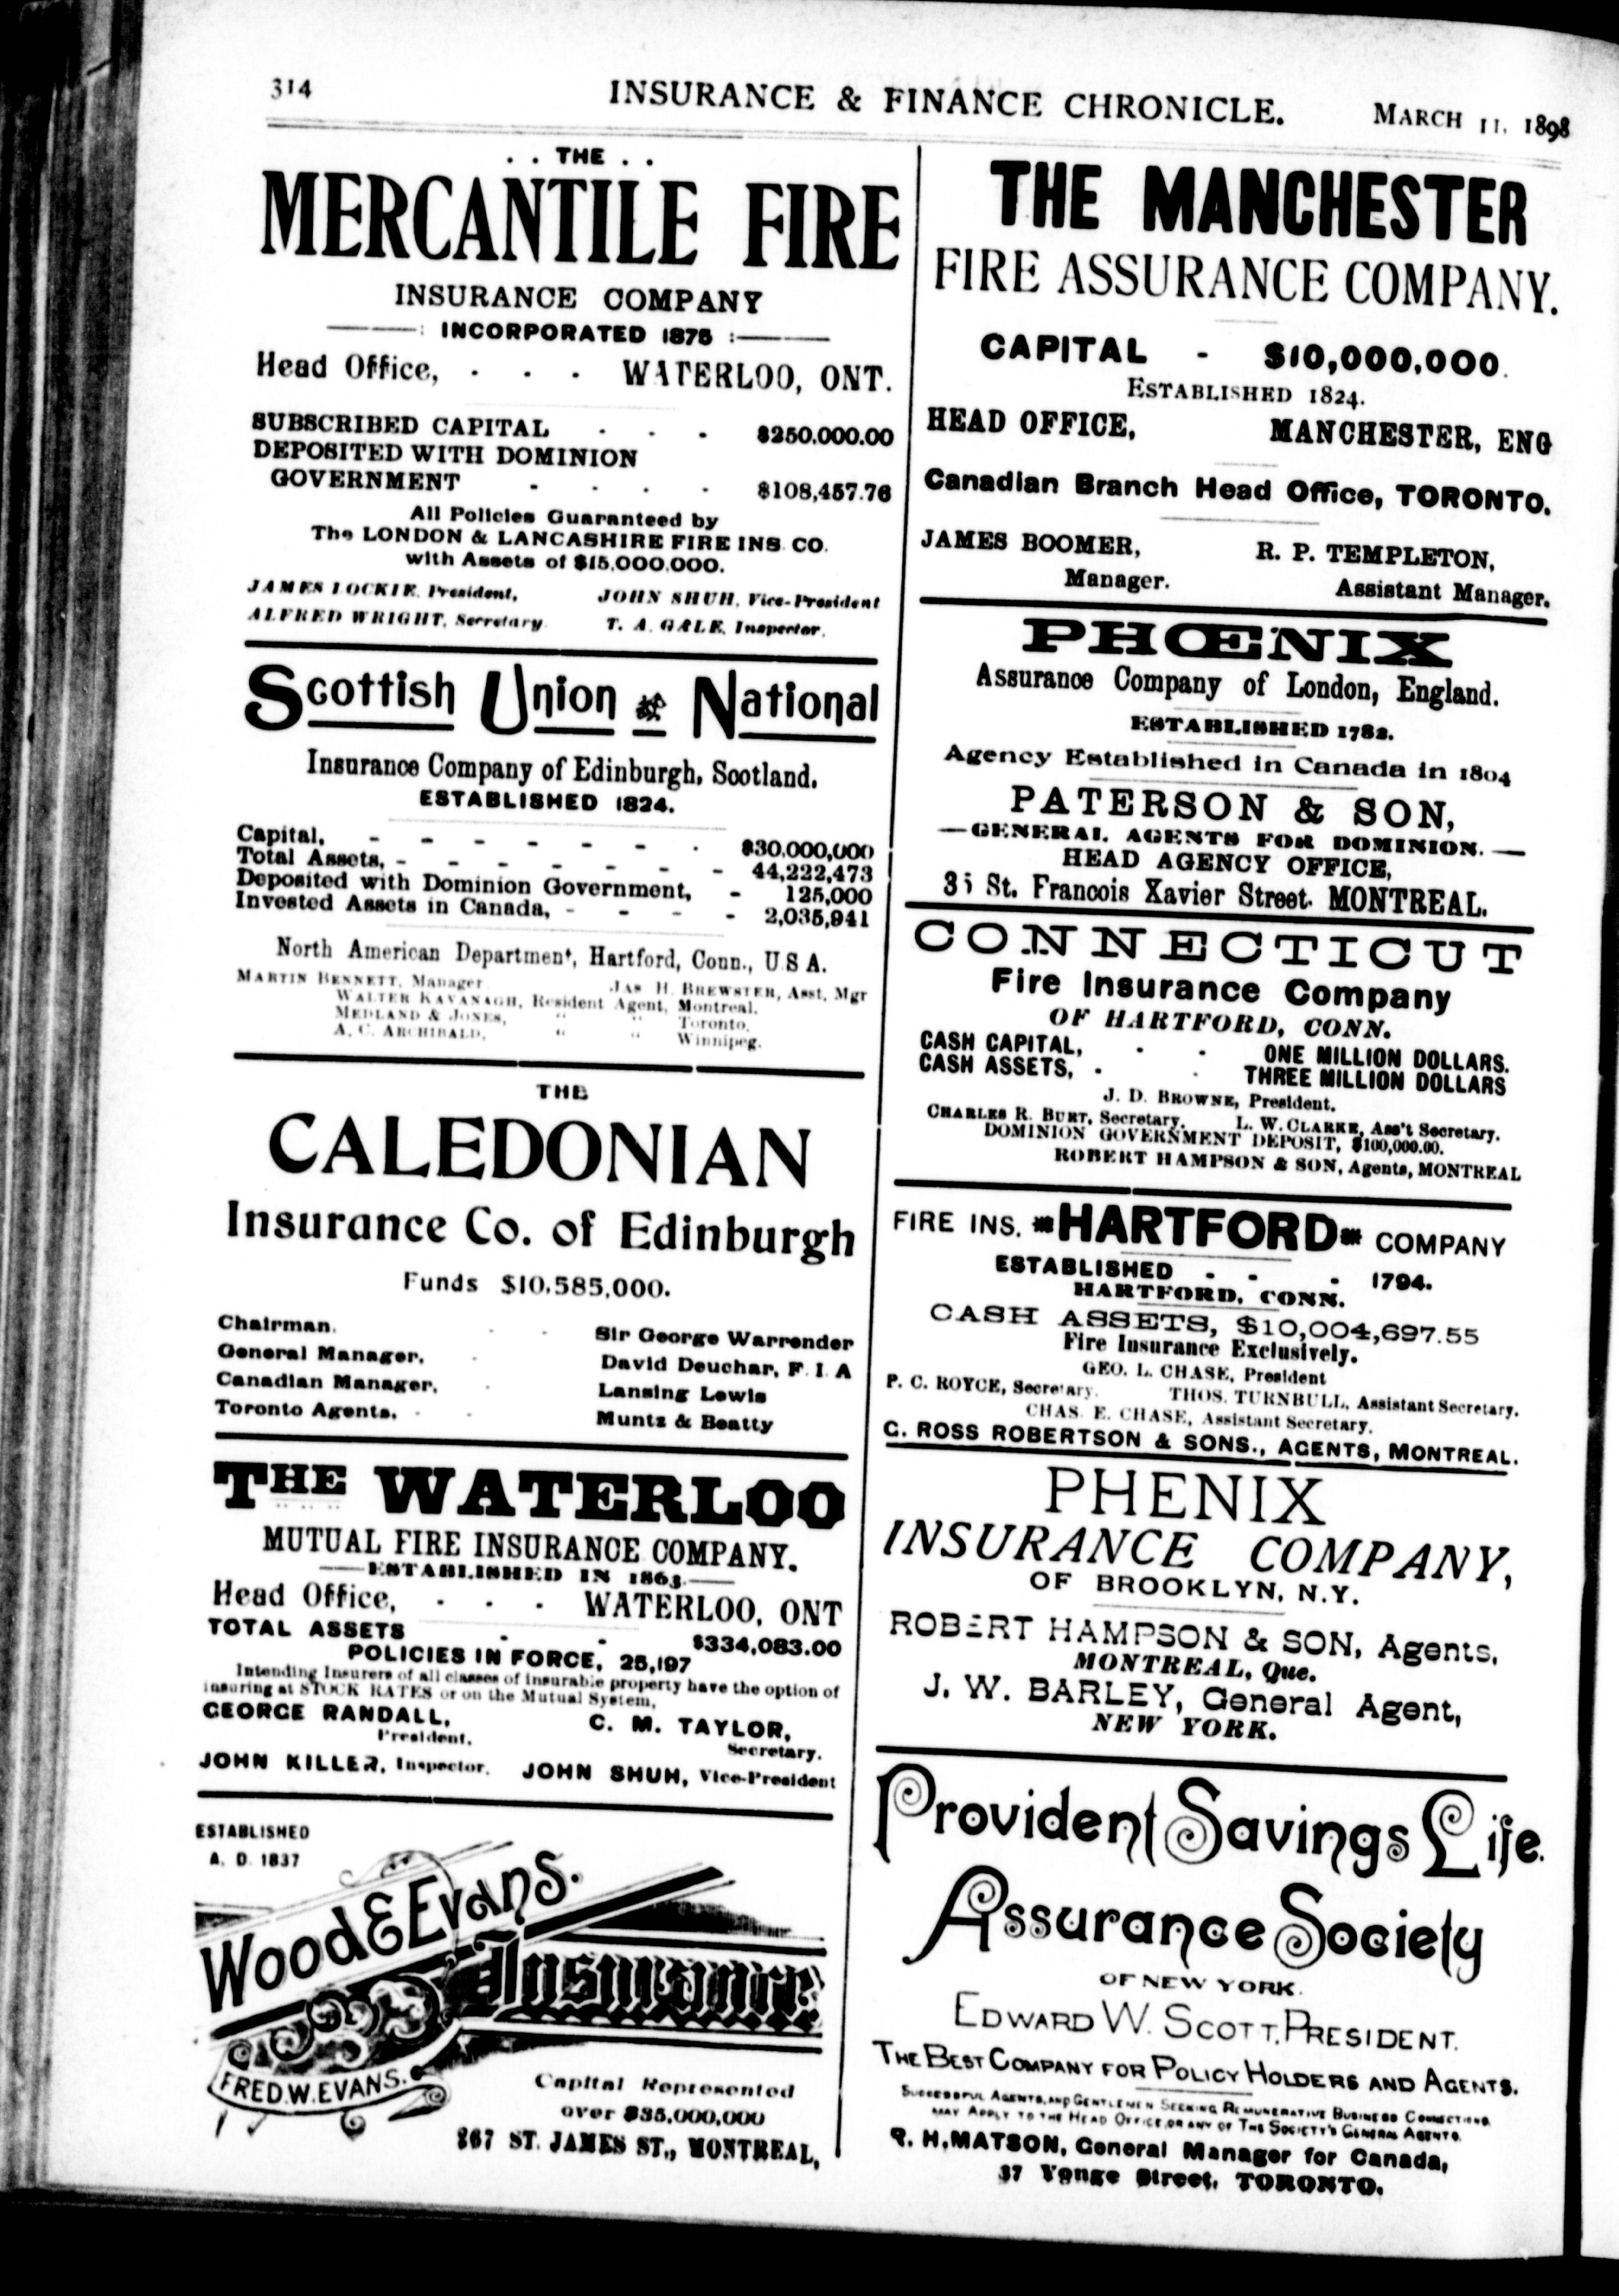 314 INSURANCE & FINANCE CHRONICLE. MARCH 11, 1898
. . THE . .
MERCANTILE FIRE
INSURANCE COMPANY
: INCORPORATED 1875 :
Head Office, - - - WATERLOO, ONT.
SUBSCRIBED CAPITAL - - - $250,000.00
DEPOSITED WITH DOMINION
GOVERNMENT - - - - $108,457.76
All Policies Guaranteed by
The LONDON & LANCASHIRE FIRE INS. CO.
with Assets of $15,000,000.
JAMES LOCKIE, President, JOHN SHUH, Vice-President
ALFRED WRIGHT, Secretary. T. A. GALE, Inspector.
Scottish Union & National
Insurance Company of Edinburgh, Scotland.
ESTABLISHED 1824.
Capital, - - - - - - - $30,000,000
Total Assets, - - - - - - - 44,222,473
Deposited with Dominion Government, - 125,000
Invested Assets in Canada, - - - - 2,035,941
North American Department, Hartford, Conn., U.S.A.
MARTIN BENNETT, Manager JAS. H. BREWSTER, Asst. Mgr
WALTER KAVANAGH, Resident Agent, Montreal.
MEDLAND & JONES, " " Toronto.
A. C. ARCHIBALD, " " Winnipeg.
THE
CALEDONIAN
Insurance Co. of Edinburgh
Funds $10,585,000.
Chairman. - - Sir George Warrender
General Manager. - David Deuchar, F. I. A
Canadian Manager, - Lansing Lewis
Toronto Agents, - - Muntz & Beatty
THE WATERLOO
MUTUAL FIRE INSURANCE COMPANY.
ESTABLISHED IN 1863.
Head Office, - - - WATERLOO, ONT
TOTAL ASSETS - - $334,083.00
POLICIES IN FORCE, 25,197
Intending Insurers of all classes of insurable property have the option of
insuring at STOCK RATES or on the Mutual System,
GEORGE RANDALL, C. M. TAYLOR,
President. Secretary.
JOHN KILLER, Inspector. JOHN SHUH, Vice-President
ESTABLISHED
A. D. 1837
Wood & Evans.
Insurance
FRED. W. EVANS.
Capital Represented
over $35,000,000
ST. JAMES ST., MONTREAL,
THE MANCHESTER
FIRE ASSURANCE COMPANY.
CAPITAL - $10,000,000.
ESTABLISHED 1824.
HEAD OFFICE, MANCHESTER, ENG
Canadian Branch Head Office, TORONTO.
JAMES BOOMER, R. P. TEMPLETON,
Manager. Assistant Manager.
PHŒNIX
Assurance Company of London, England.
ESTABLISHED 1782.
Agency Established in Canada in 1804
PATERSON & SON,
— GENERAL AGENTS FOR DOMINION. —
HEAD AGENCY OFFICE,
35 St. Francois Xavier Street. MONTREAL.
CONNECTICUT
Fire Insurance Company
OF HARTFORD, CONN.
CASH CAPITAL, - - ONE MILLION DOLLARS.
CASH ASSETS, - - THREE MILLION DOLLARS
J. D. BROWNE, President.
CHARLES R. BURT, Secretary. L. W. CLARKE, Ass't Secretary.
DOMINION GOVERNMENT DEPOSIT, $100,000.00.
ROBERT HAMPSON & SON, Agents, MONTREAL
FIRE INS. HARTFORD COMPANY
ESTABLISHED - - - 1794.
HARTFORD, CONN.
CASH ASSETS, $10,004,697.55
Fire Insurance Exclusively.
GEO. L. CHASE, President
P. C. ROYCE, Secretary. THOS. TURNBULL, Assistant Secretary.
CHAS. E. CHASE, Assistant Secretary.
C. ROSS ROBERTSON & SONS., AGENTS, MONTREAL.
PHENIX
INSURANCE COMPANY,
OF BROOKLYN, N.Y.
ROBERT HAMPSON & SON, Agents,
MONTREAL, Que.
J. W. BARLEY, General Agent,
NEW YORK.
Provident Savings Life
Assurance Society
OF NEW YORK.
EDWARD W. SCOTT, PRESIDENT.
THE BEST COMPANY FOR POLICY HOLDERS AND AGENTS.
SUCCESSFUL AGENTS, AND GENTLEMEN SEEKING REMUNERATIVE BUSINESS CONNECTIONS,
MAY APPLY TO THE HEAD OFFICE, OR ANY OF THE SOCIETY'S GENERAL AGENTS.
R. H. MATSON, General Manager for Canada,
37 Yonge Street, TORONTO.